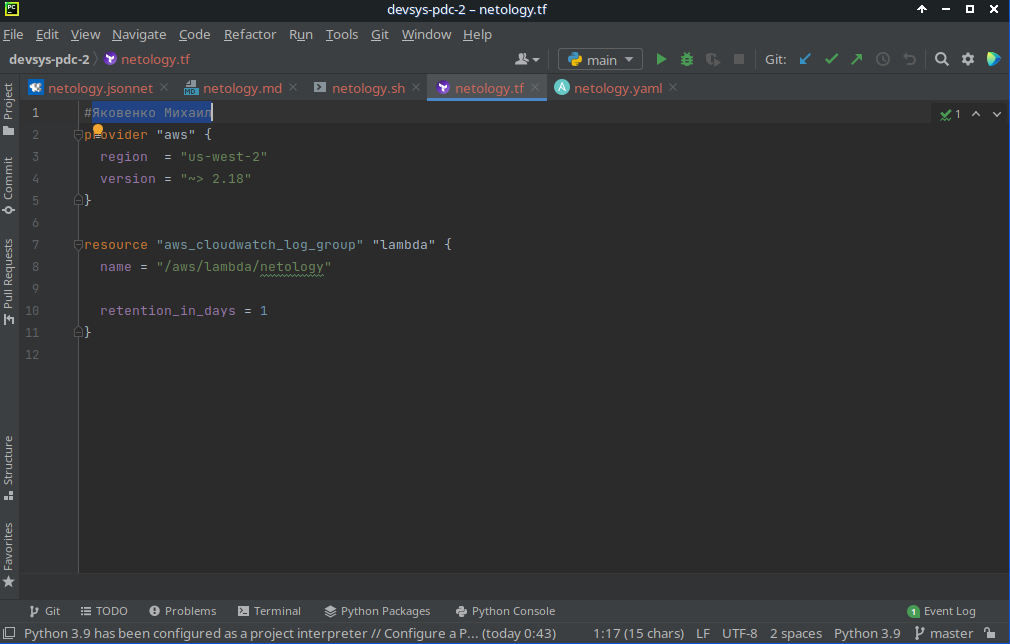 PC
devsys-pdc-2 – netology.tf
File Edit View Navigate Code Refactor Run Tools Git Window Help
devsys-pdc-2 netology.tf main Git:
netology.jsonnet MD netology.md netology.sh netology.tf A netology.yaml
Project
Commit
Pull Requests
Structure
Favorites
1 #Яковенко Михаил 1
2 provider "aws" {
3 region = "us-west-2"
4 version = "~> 2.18"
5 }
6
7 resource "aws_cloudwatch_log_group" "lambda" {
8 name = "/aws/lambda/netology"
9
10 retention_in_days = 1
11 }
12
Git TODO Problems Terminal Python Packages Python Console 1 Event Log
Python 3.9 has been configured as a project interpreter // Configure a P... (today 0:43) 1:17 (15 chars) LF UTF-8 2 spaces Python 3.9 master